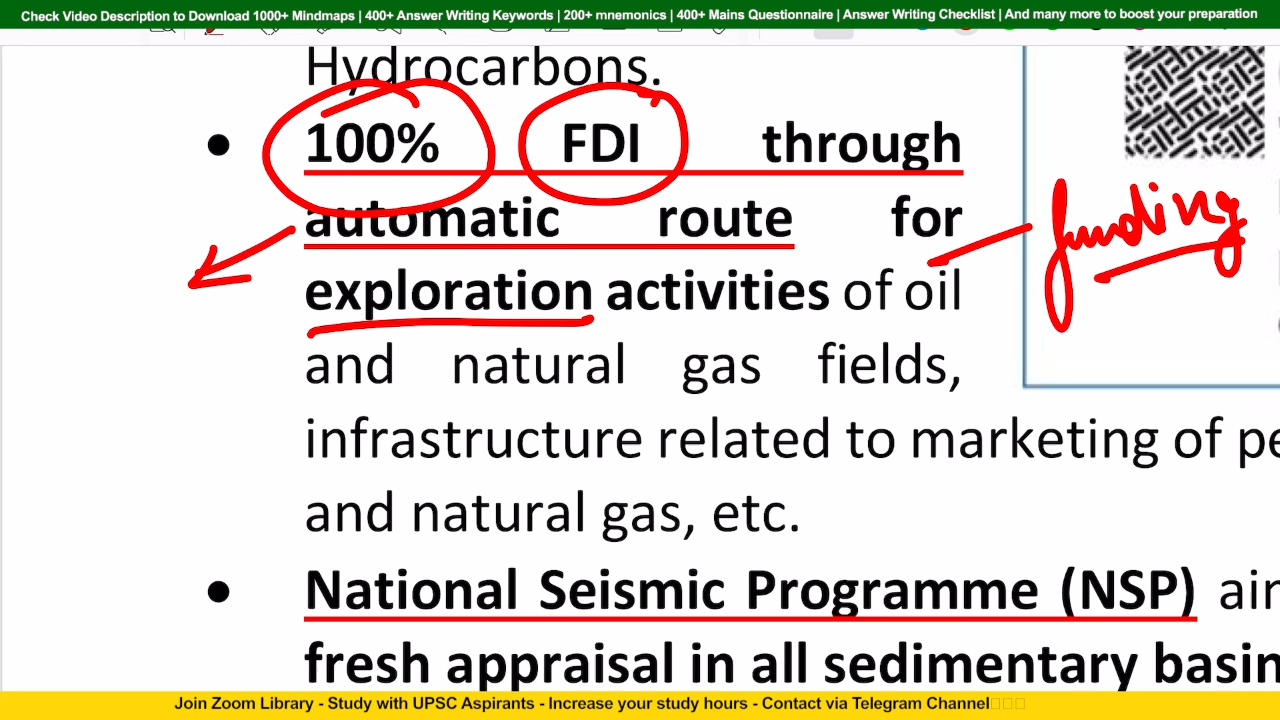 Check Video Description to Download 1000+ Mindmaps | 400+ Answer Writing Keywords | 200+ mnemonics | 400+ Mains Questionnaire | Answer Writing Checklist | And many more to boost your preparation
Hydrocarbons.
• 100% FDI through
automatic route for
funding
exploration activities of oil
and natural gas fields,
infrastructure related to marketing of pe
and natural gas, etc.
• National Seismic Programme (NSP) ain
fresh appraisal in all sedimentary basin
Join Zoom Library - Study with UPSC Aspirants - Increase your study hours - Contact via Telegram Channel